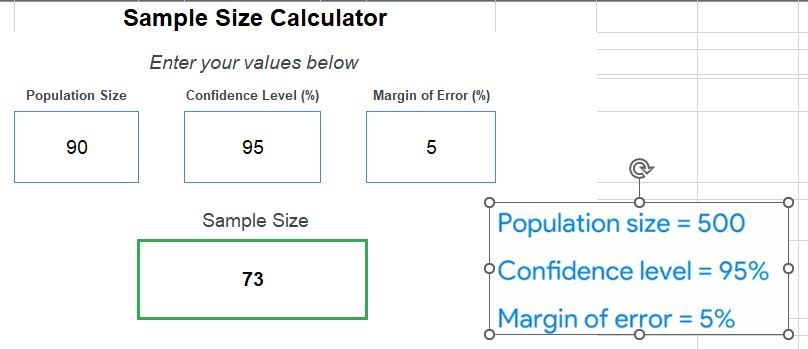 Sample Size Calculator
Enter your values below
Population Size Confidence Level (%) Margin of Error (%)
90 95 5
Sample Size
73
Population size = 500
Confidence level = 95%
Margin of error = 5%